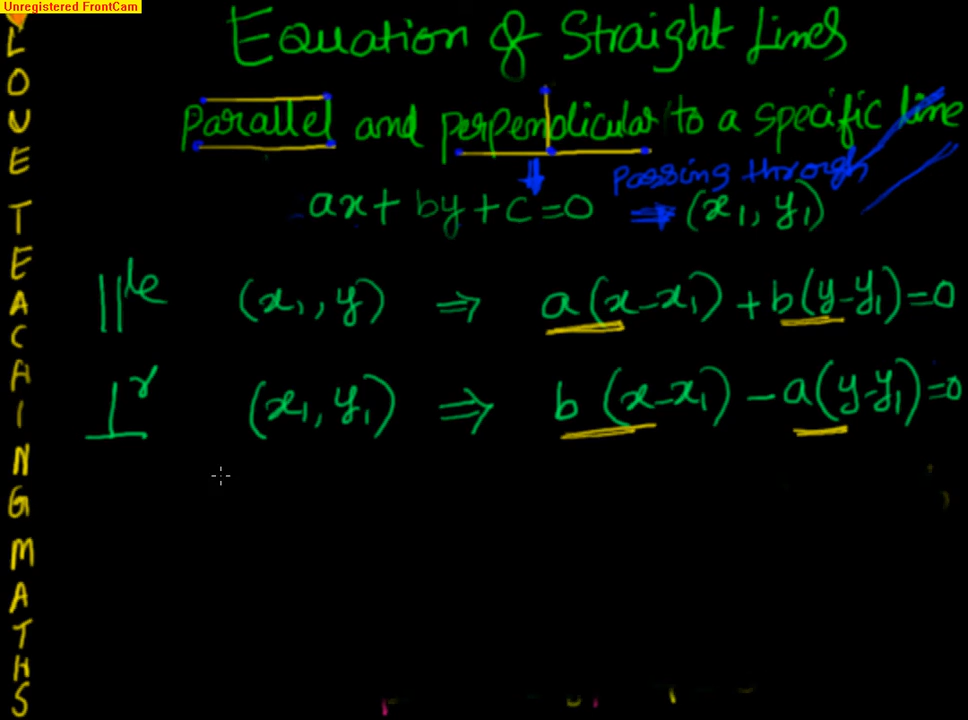 Unregistered FrontCam
LOVE TEACHING MATHS
Equation of Straight Lines
Parallel and perpendicular to a specific line
Passing through
ax + by + c = 0 ⇒ (x₁, y₁)
||le (x₁, y) ⇒ a(x-x₁) + b(y-y₁)=0
⊥r (x₁, y₁) ⇒ b (x-x₁) - a(y-y₁)=0